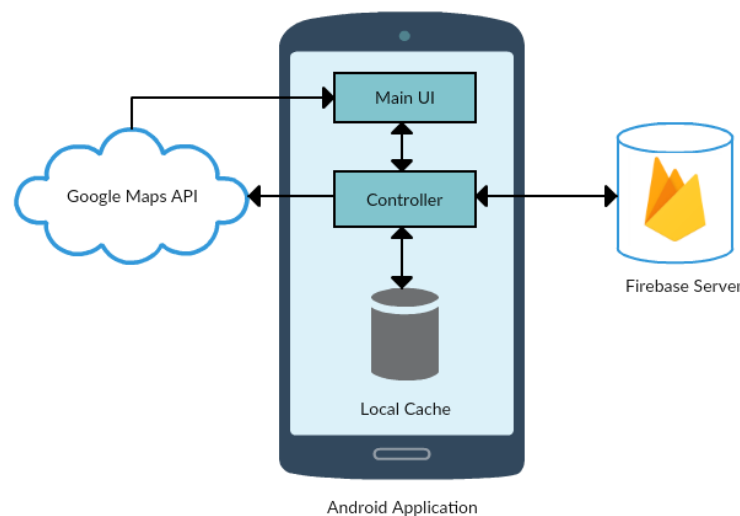 Main UI
Google Maps API
Controller
Firebase Server
Local Cache
Android Application